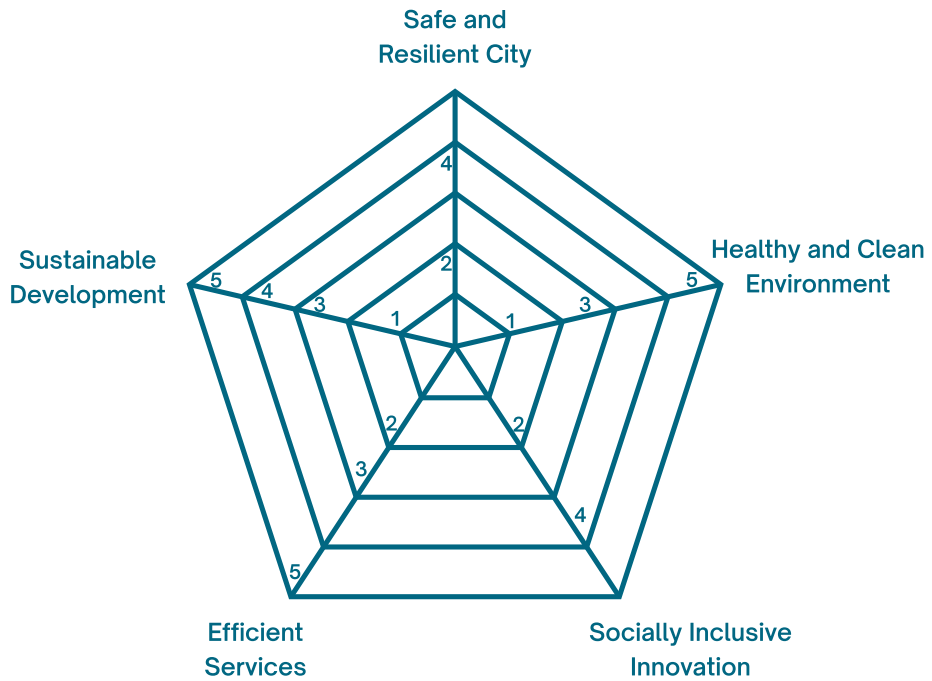 Safe and
Resilient City
4
2
Healthy and Clean
Environment
Sustainable
Development
5
4
3
1
1
3
5
2
2
3
4
5
Efficient
Services
Socially Inclusive
Innovation